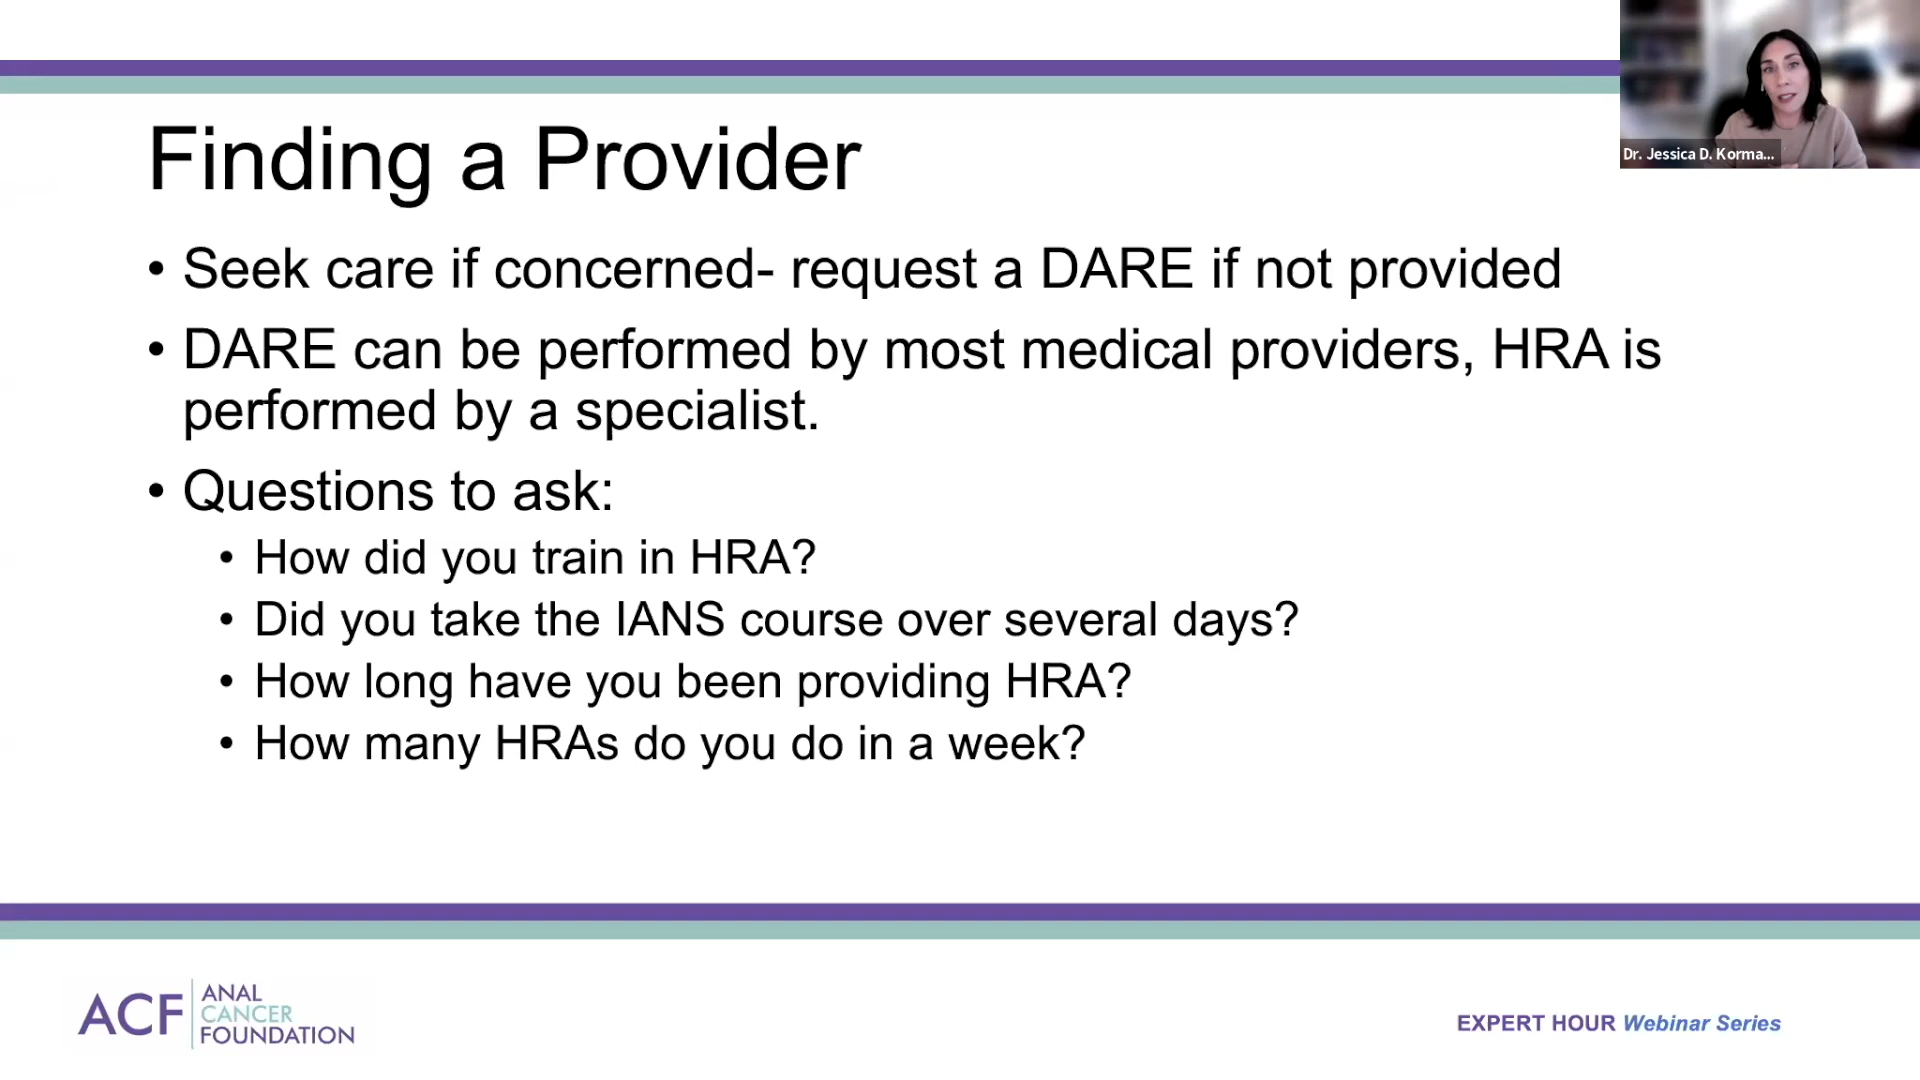 Dr. Jessica D. Korma...
Finding a Provider
• Seek care if concerned- request a DARE if not provided
• DARE can be performed by most medical providers, HRA is
performed by a specialist.
• Questions to ask:
• How did you train in HRA?
• Did you take the IANS course over several days?
• How long have you been providing HRA?
• How many HRAs do you do in a week?
ACF
ANAL
CANCER
FOUNDATION
EXPERT HOUR Webinar Series